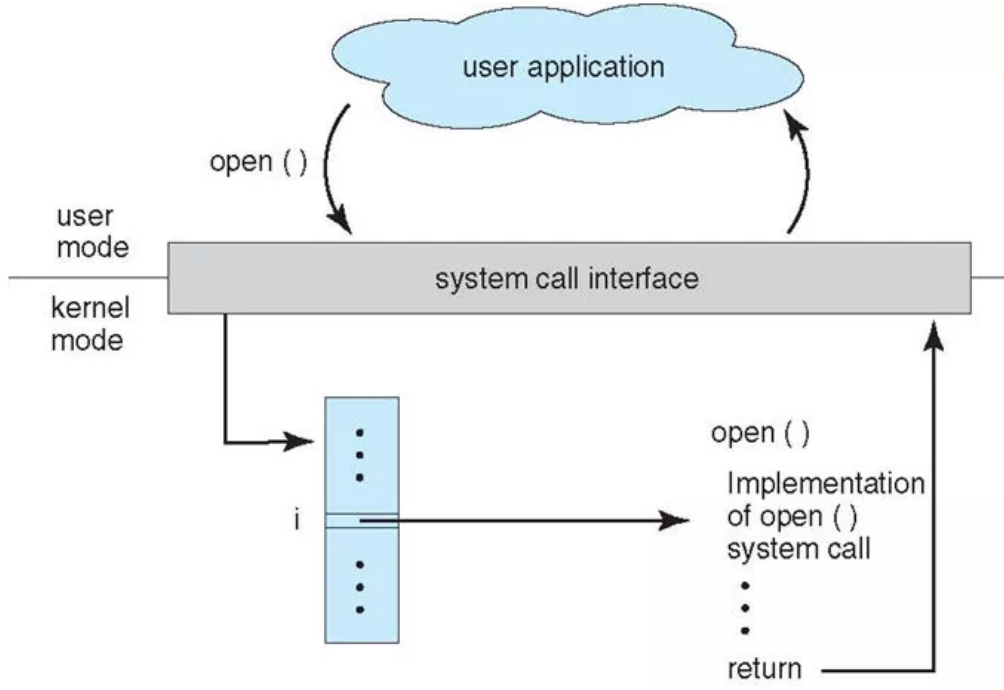 user application
open ( )
user
mode
system call interface
kernel
mode
open ( )
Implementation
of open ( )
system call
i
return